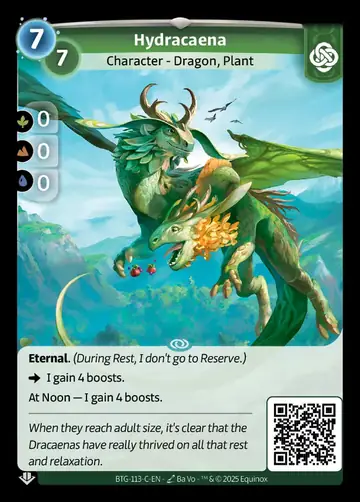 7
7
Hydracaena
Character - Dragon, Plant
0
0
0
Eternal. (During Rest, I don't go to Reserve.)
I gain 4 boosts.
At Noon — I gain 4 boosts.
When they reach adult size, it's clear that the
Dracaenas have really thrived on all that rest
and relaxation.
BTG-113-C-EN - Ba Vo - ™ & © 2025 Equinox